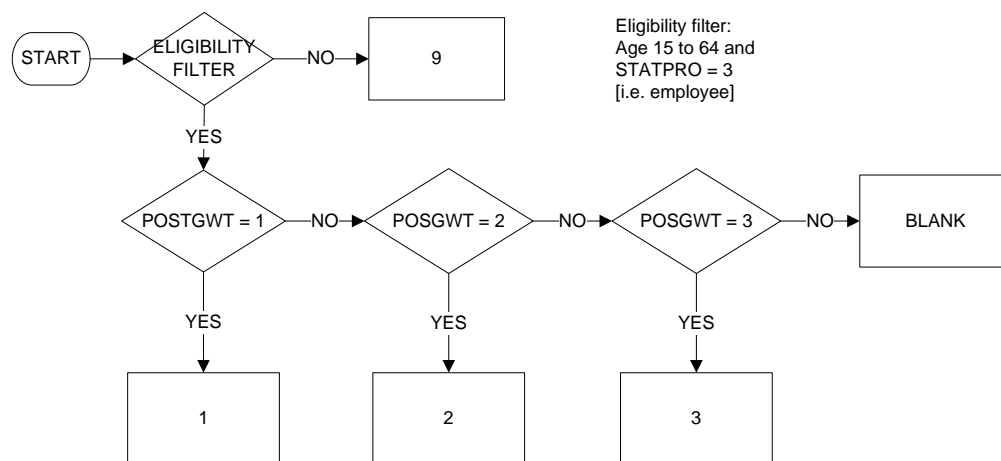 START
ELIGIBILITY
FILTER
NO
9
Eligibility filter:
Age 15 to 64 and
STATPRO = 3
[i.e. employee]
YES
POSTGWT = 1
NO
POSGWT = 2
NO
POSGWT = 3
NO
BLANK
YES
YES
YES
1
2
3